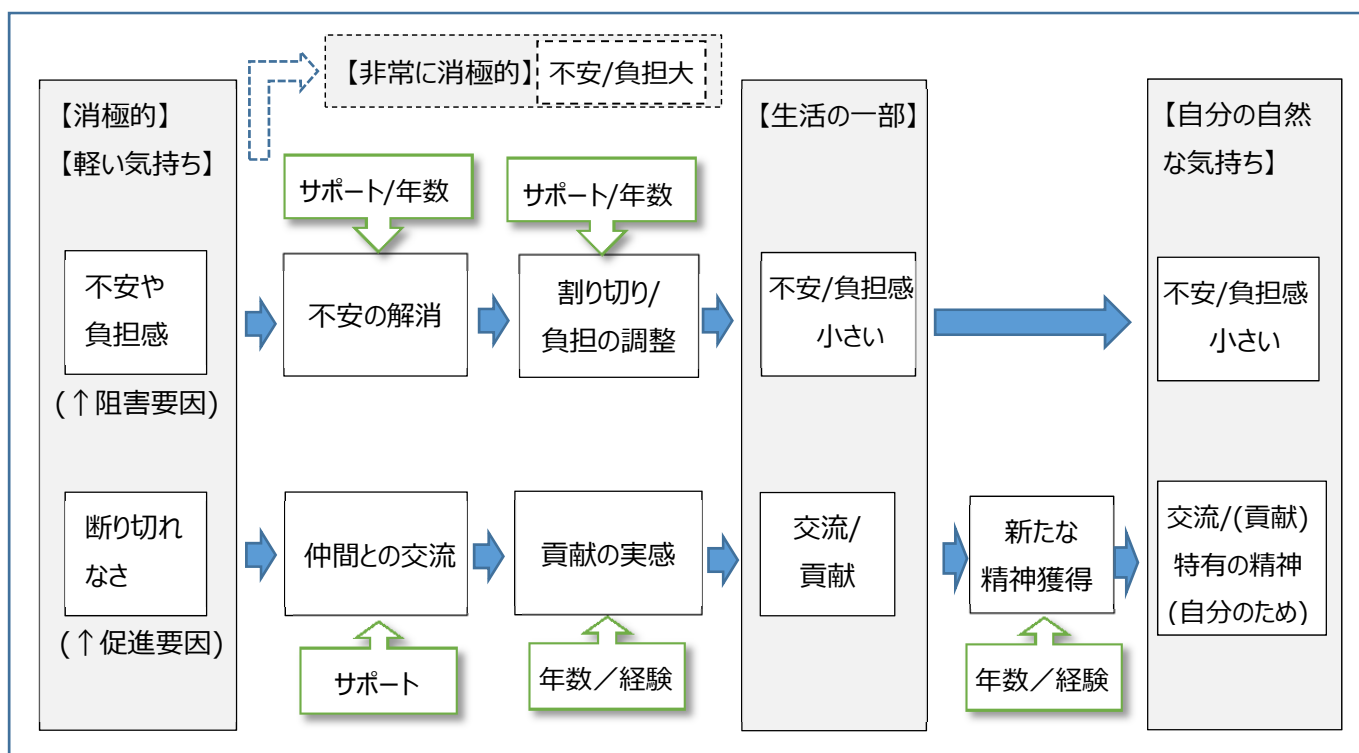 【非常に消極的】
不安/負担大
【消極的】
【軽い気持ち】
【生活の一部】
【自分の自然
な気持ち】
サポート/年数
サポート/年数
不安や
負担感
不安の解消
割り切り/
負担の調整
不安/負担感
小さい
不安/負担感
小さい
(↑阻害要因)
断り切れ
なさ
仲間との交流
貢献の実感
交流/
貢献
新たな
精神獲得
交流/(貢献)
特有の精神
(自分のため)
(↑促進要因)
サポート
年数／経験
年数／経験